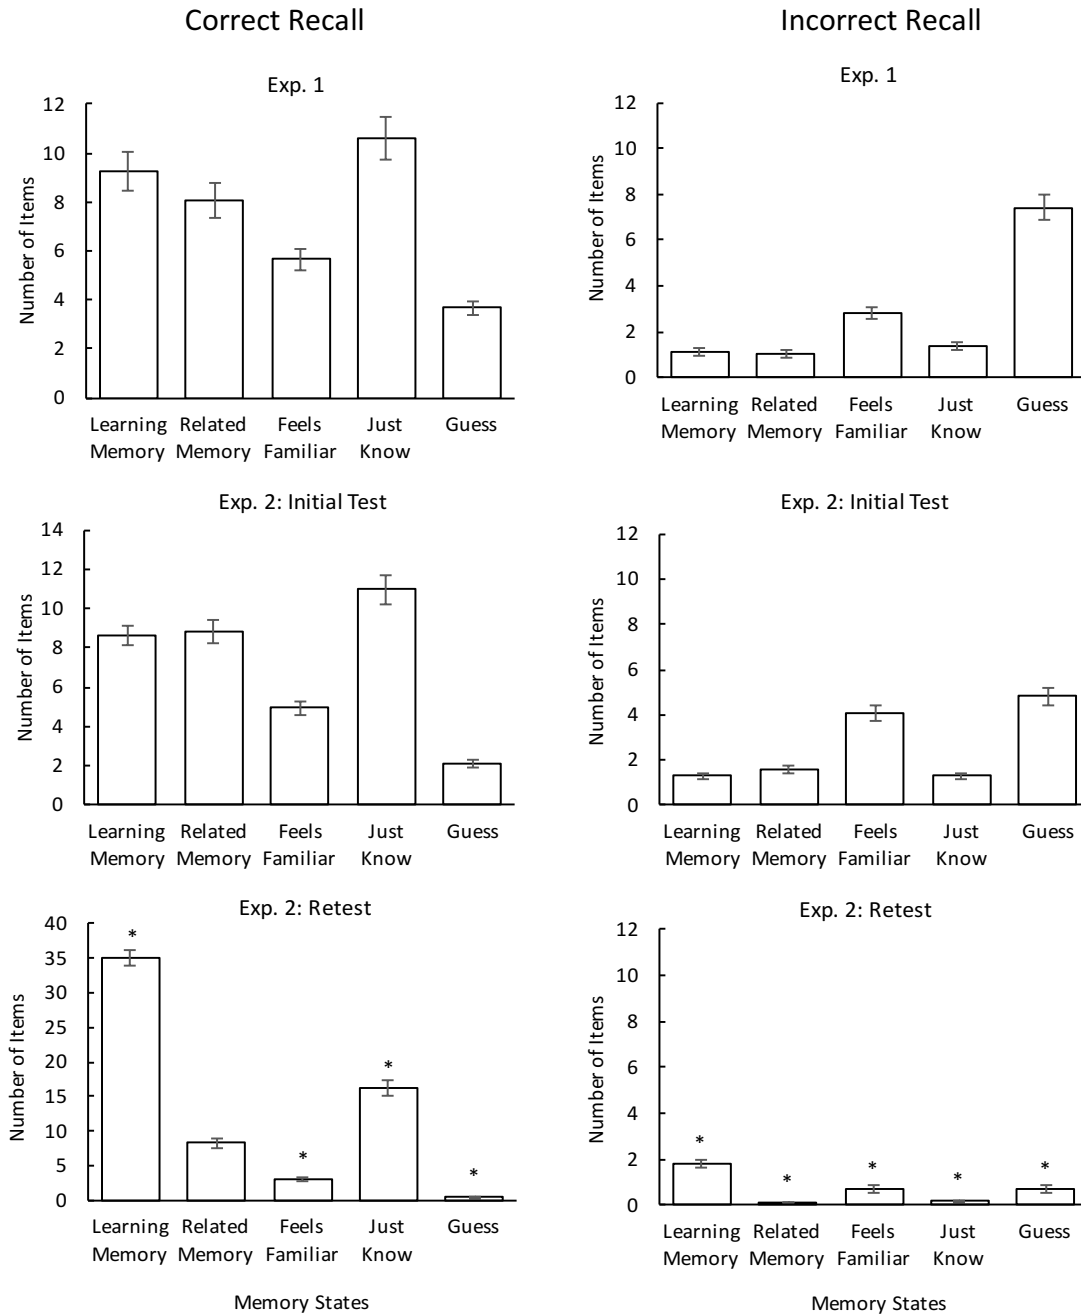 Correct Recall
Incorrect Recall
Exp. 1
12
10
8
6
4
2
0
Number of Items
Learning Related Feels Just Guess
Memory Memory Familiar Know
Exp. 1
12
10
8
6
4
2
0
Number of Items
Learning Related Feels Just Guess
Memory Memory Familiar Know
Exp. 2: Initial Test
14
12
10
8
6
4
2
0
Number of Items
Learning Related Feels Just Guess
Memory Memory Familiar Know
Exp. 2: Initial Test
12
10
8
6
4
2
0
Number of Items
Learning Related Feels Just Guess
Memory Memory Familiar Know
Exp. 2: Retest
40
35
30
25
20
15
10
5
0
Number of Items
* * * *
Learning Related Feels Just Guess
Memory Memory Familiar Know
Memory States
Exp. 2: Retest
12
10
8
6
4
2
0
Number of Items
* * * * *
Learning Related Feels Just Guess
Memory Memory Familiar Know
Memory States